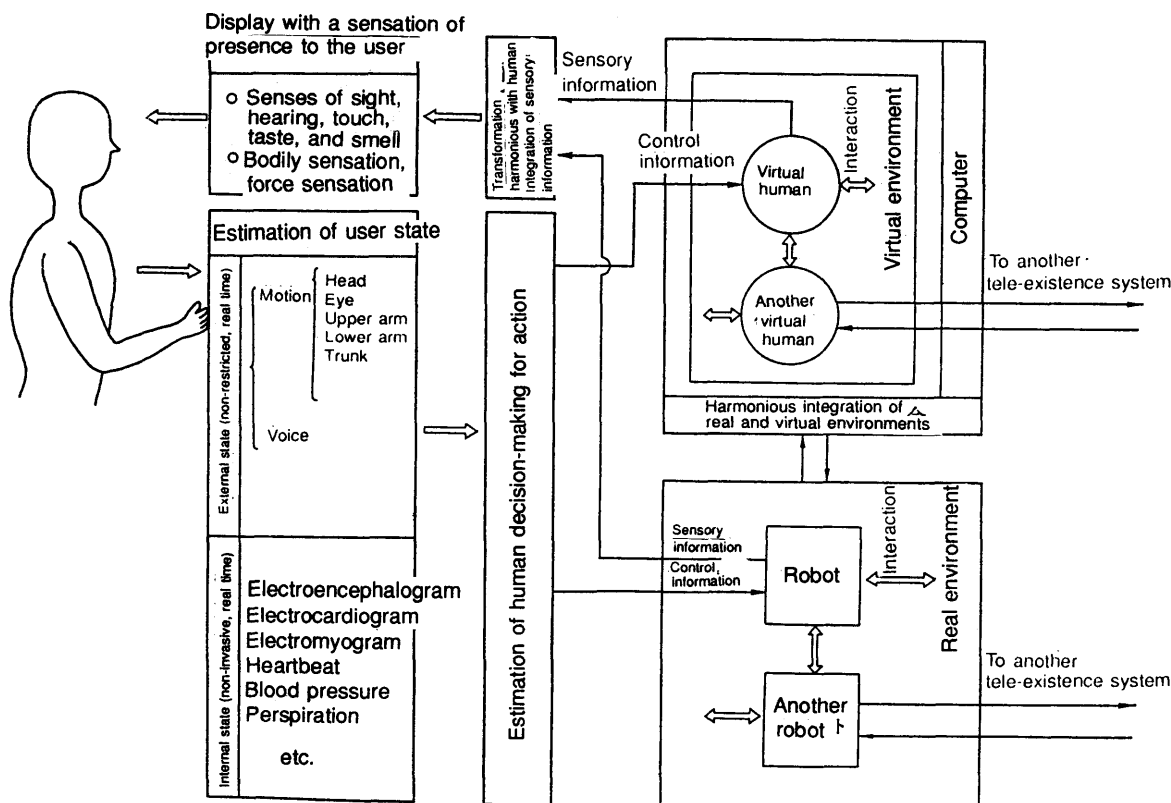 Display with a sensation of
presence to the user
Senses of sight,
hearing, touch,
taste, and smell
Bodily sensation,
force sensation
Transformation
harmonious with human
Integration of sensory
information
Sensory
information
Control
information
Virtual
human
Interaction
Virtual environment
Computer
Another
virtual
human
To another
tele-existence system
Harmonious integration of
real and virtual environments
Estimation of user state
External state (non-restricted, real time)
Motion
Head
Eye
Upper arm
Lower arm
Trunk
Voice
Internal state (non-invasive, real time)
Electroencephalogram
Electrocardiogram
Electromyogram
Heartbeat
Blood pressure
Perspiration
etc.
Estimation of human decision-making for action
Sensory
information
Control
information
Robot
Interaction
Real environment
Another
robot
To another
tele-existence system